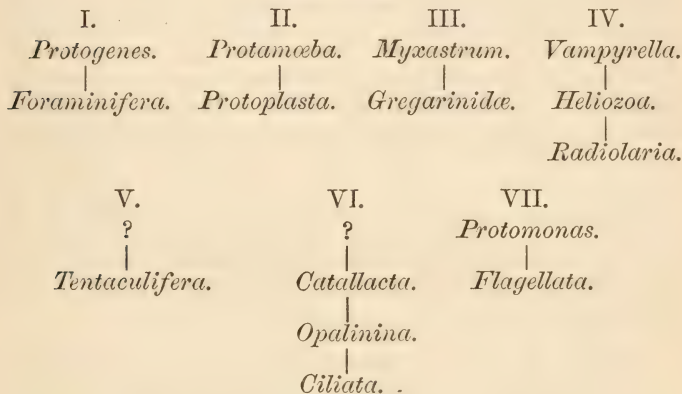 I. II. III. IV.
Protogenes. Protamœba. Myxastrum. Vampyrella.
Foraminifera. Protoplasta. Gregarinidæ. Heliozoa.
Radiolaria.
V. VI. VII.
? ? Protomonas.
Tentaculifera. Catallacta. Flagellata.
Opalinina.
Ciliata.